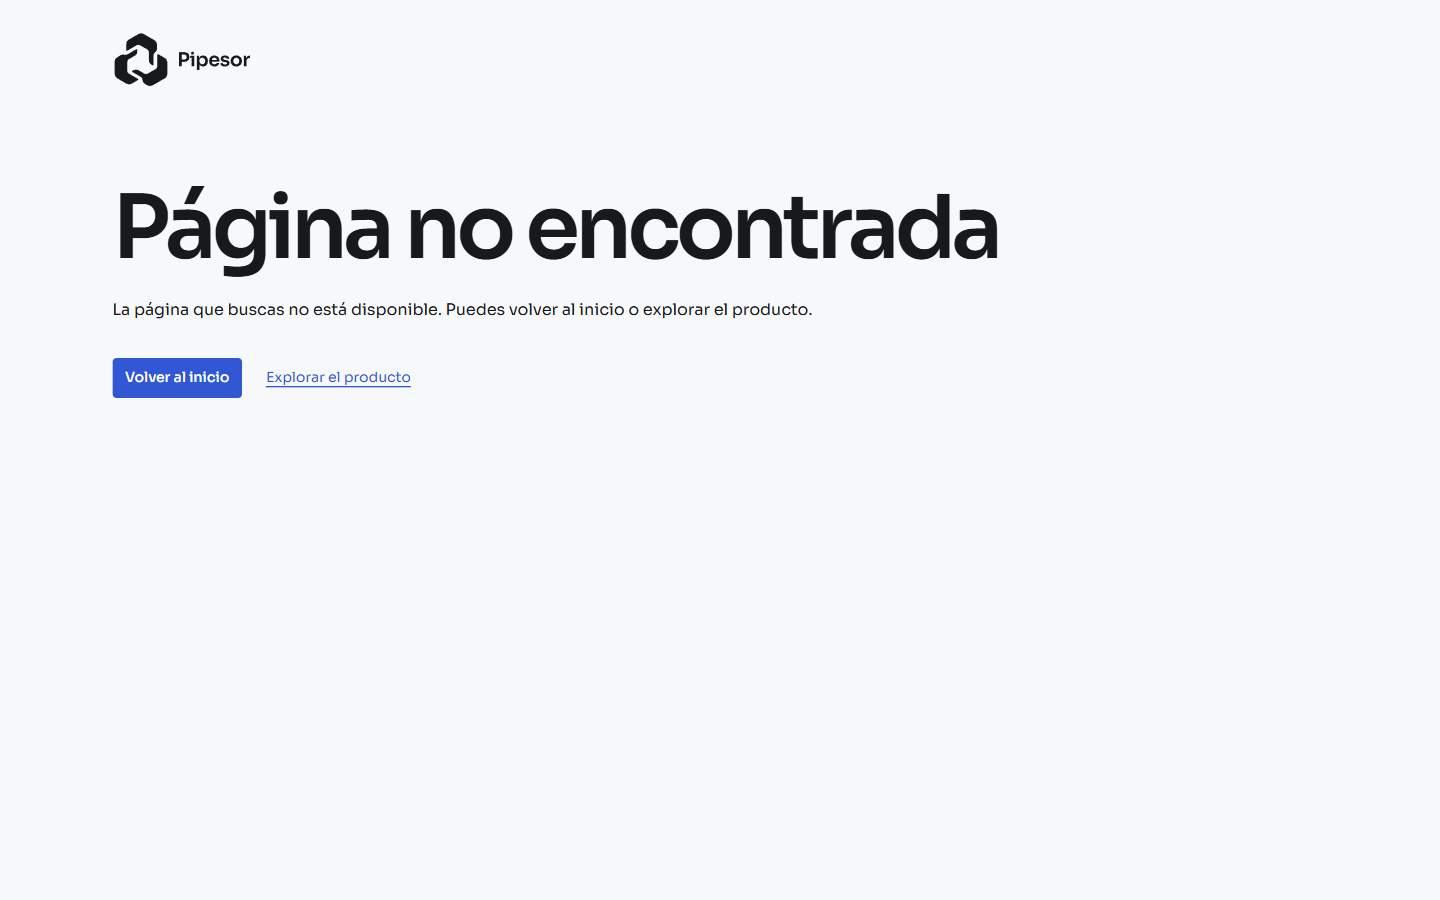 Pipesor
Página no encontrada
La página que buscas no está disponible. Puedes volver al inicio o explorar el producto.
Volver al inicio
Explorar el producto